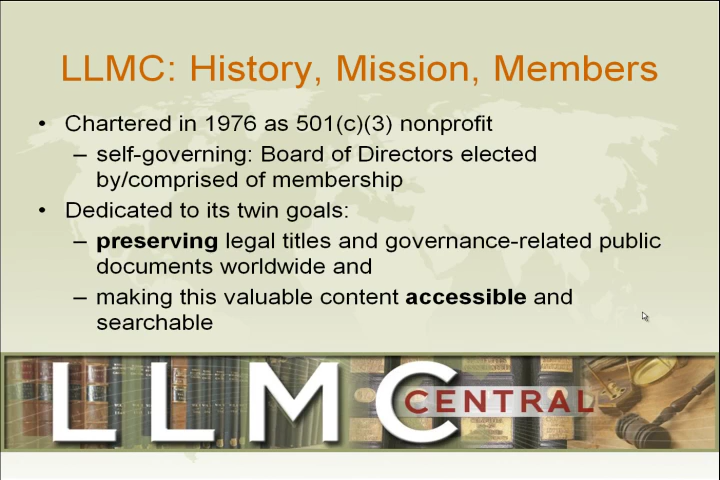 LLMC: History, Mission, Members
• Chartered in 1976 as 501(c)(3) nonprofit
– self-governing: Board of Directors elected
by/comprised of membership
• Dedicated to its twin goals:
– preserving legal titles and governance-related public
documents worldwide and
– making this valuable content accessible and
searchable
LLMC CENTRAL